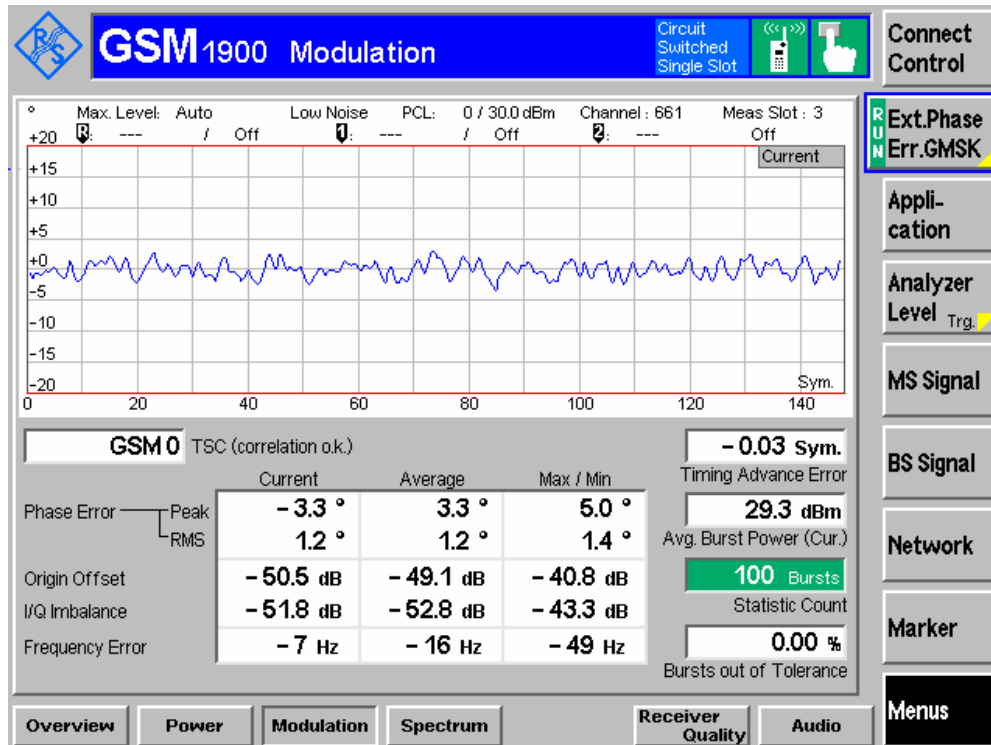 R&S
GSM1900 Modulation
Circuit
Switched
Single Slot
Connect
Control
Max. Level: Auto Low Noise PCL: 0 / 30.0 dBm Channel : 661 Meas Slot : 3
R: --- / Off 1: --- / Off 2: --- Off
Current
°
+20
+15
+10
+5
+0
-5
-10
-15
-20
0 20 40 60 80 100 120 140
Sym.
GSM 0 TSC (correlation o.k.)
Current Average Max / Min
Phase Error Peak – 3.3 ° 3.3 ° 5.0 °
RMS 1.2 ° 1.2 ° 1.4 °
Origin Offset – 50.5 dB – 49.1 dB – 40.8 dB
I/Q Imbalance – 51.8 dB – 52.8 dB – 43.3 dB
Frequency Error – 7 Hz – 16 Hz – 49 Hz
– 0.03 Sym.
Timing Advance Error
29.3 dBm
Avg. Burst Power (Cur.)
100 Bursts
Statistic Count
0.00 %
Bursts out of Tolerance
RUN
Ext.Phase
Err.GMSK
Appli-
cation
Analyzer
Level Trg.
MS Signal
BS Signal
Network
Marker
Menus
Overview Power Modulation Spectrum Receiver Quality Audio